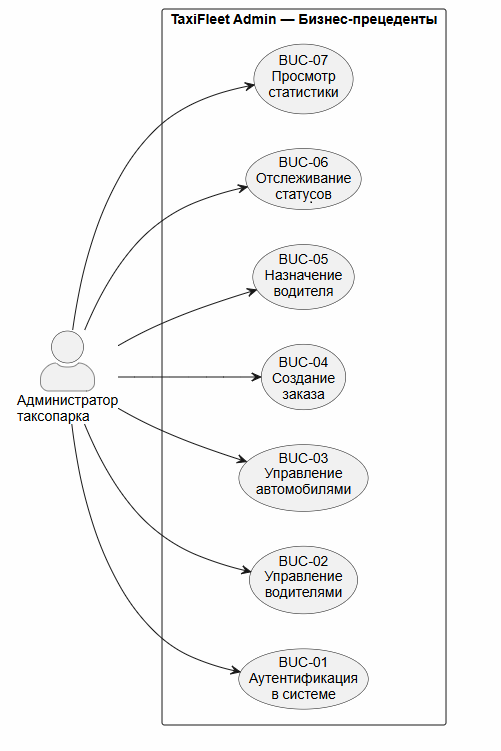 TaxiFleet Admin — Бизнес-прецеденты
BUC-07
Просмотр
статистики
BUC-06
Отслеживание
статусов
BUC-05
Назначение
водителя
BUC-04
Создание
заказа
Администратор
таксопарка
BUC-03
Управление
автомобилями
BUC-02
Управление
водителями
BUC-01
Аутентификация
в системе